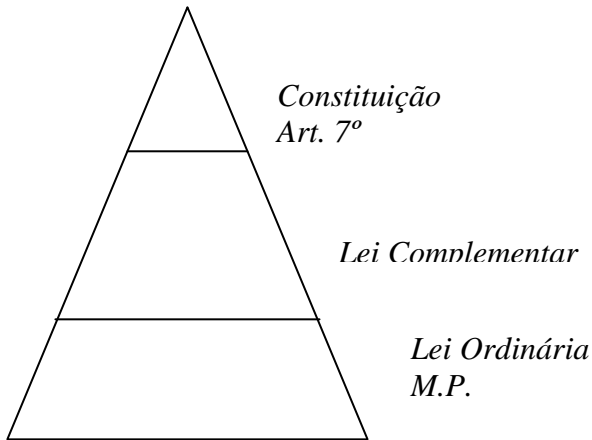 Constituição
Art. 7º
Lei Complementar
Lei Ordinária
M.P.